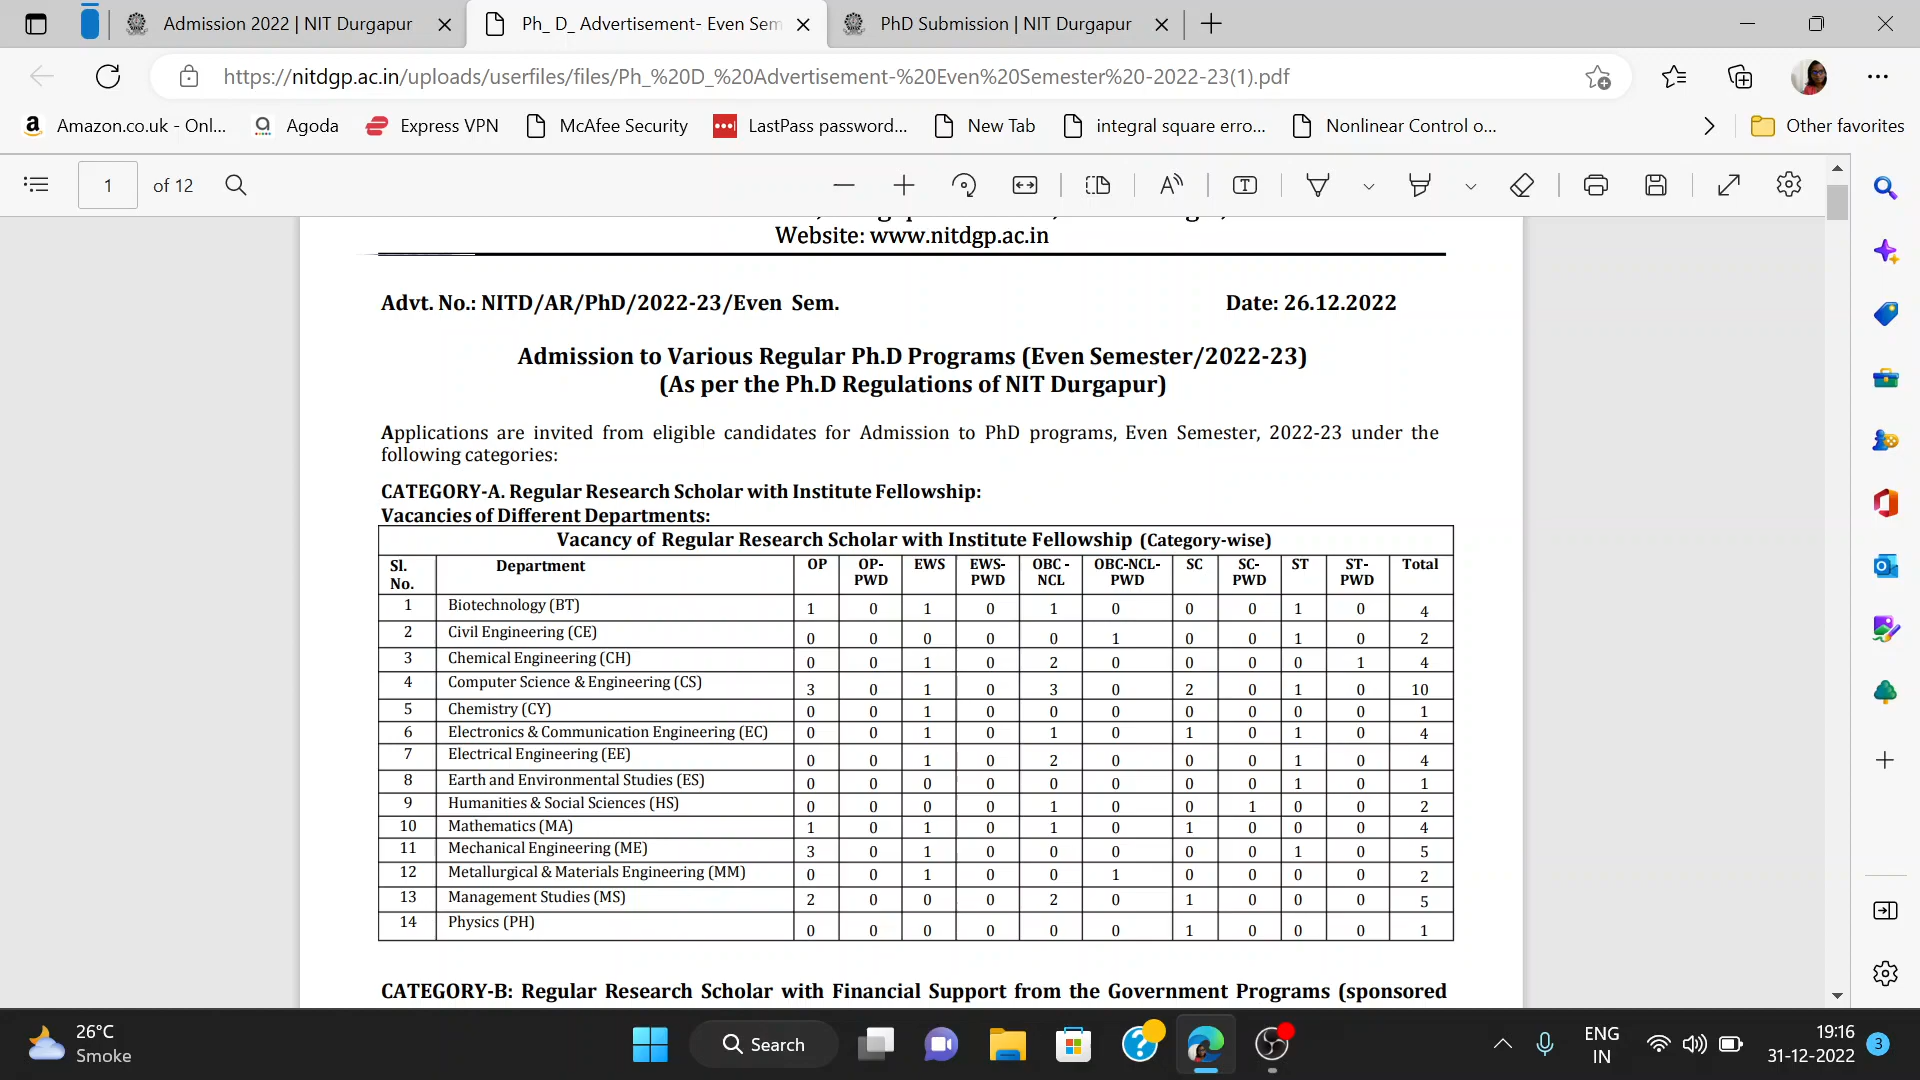 Admission 2022 | NIT Durgapur
Ph_ D_ Advertisement- Even Sem
PhD Submission | NIT Durgapur
https://nitdgp.ac.in/uploads/userfiles/files/Ph_%20D_%20Advertisement-%20Even%20Semester%20-2022-23(1).pdf
Amazon.co.uk - Onl... Agoda Express VPN McAfee Security LastPass password... New Tab integral square erro... Nonlinear Control o... Other favorites
1 of 12
Website: www.nitdgp.ac.in
Advt. No.: NITD/AR/PhD/2022-23/Even Sem. Date: 26.12.2022
Admission to Various Regular Ph.D Programs (Even Semester/2022-23)
(As per the Ph.D Regulations of NIT Durgapur)
Applications are invited from eligible candidates for Admission to PhD programs, Even Semester, 2022-23 under the
following categories:
CATEGORY-A. Regular Research Scholar with Institute Fellowship:
Vacancies of Different Departments:
Vacancy of Regular Research Scholar with Institute Fellowship (Category-wise)
Sl. No. Department OP OP-PWD EWS EWS-PWD OBC-NCL OBC-NCL-PWD SC SC-PWD ST ST-PWD Total
1 Biotechnology (BT) 1 0 1 0 1 0 0 0 1 0 4
2 Civil Engineering (CE) 0 0 0 0 0 1 0 0 1 0 2
3 Chemical Engineering (CH) 0 0 1 0 2 0 0 0 0 1 4
4 Computer Science & Engineering (CS) 3 0 1 0 3 0 2 0 1 0 10
5 Chemistry (CY) 0 0 1 0 0 0 0 0 0 0 1
6 Electronics & Communication Engineering (EC) 0 0 1 0 1 0 1 0 1 0 4
7 Electrical Engineering (EE) 0 0 1 0 2 0 0 0 1 0 4
8 Earth and Environmental Studies (ES) 0 0 0 0 0 0 0 0 1 0 1
9 Humanities & Social Sciences (HS) 0 0 0 0 1 0 0 1 0 0 2
10 Mathematics (MA) 1 0 1 0 1 0 1 0 0 0 4
11 Mechanical Engineering (ME) 3 0 1 0 0 0 0 0 1 0 5
12 Metallurgical & Materials Engineering (MM) 0 0 1 0 0 1 0 0 0 0 2
13 Management Studies (MS) 2 0 0 0 2 0 1 0 0 0 5
14 Physics (PH) 0 0 0 0 0 0 1 0 0 0 1
CATEGORY-B: Regular Research Scholar with Financial Support from the Government Programs (sponsored
26°C
Smoke
Search
ENG
IN
19:16
31-12-2022
3